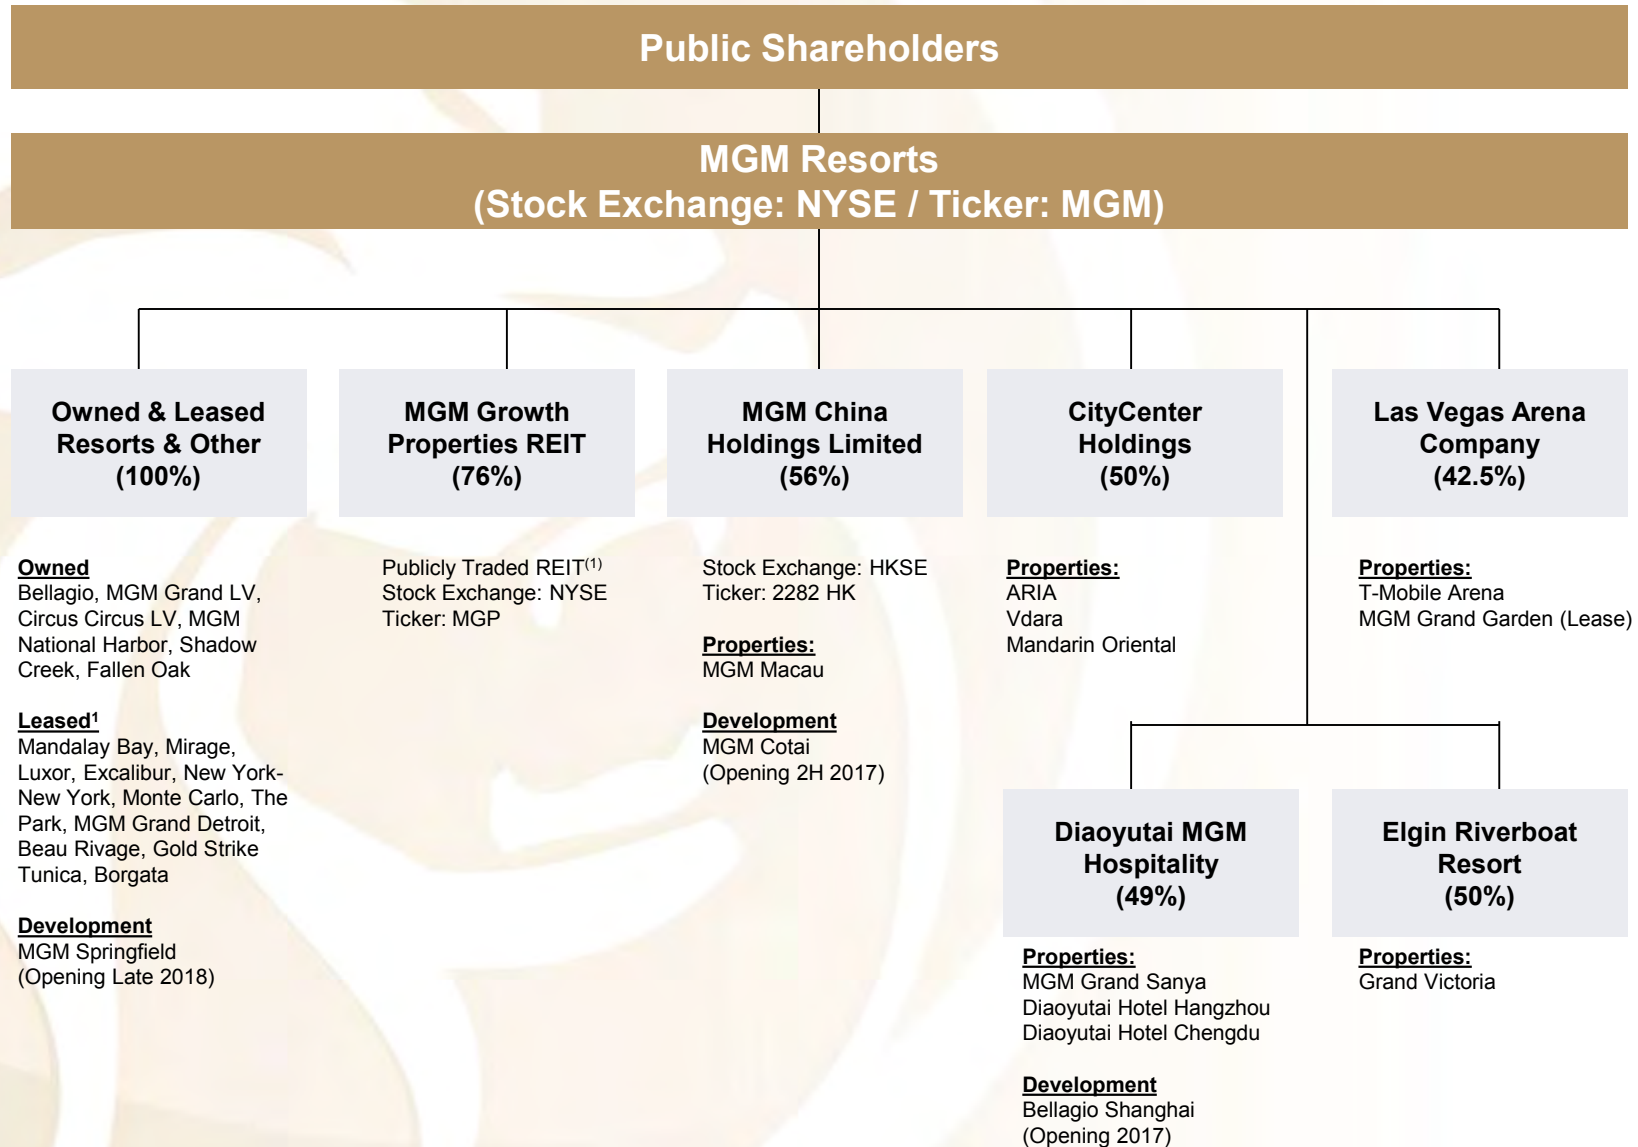 Public Shareholders
MGM Resorts
(Stock Exchange: NYSE / Ticker: MGM)
Owned & Leased
Resorts & Other
(100%)
Owned
Bellagio, MGM Grand LV,
Circus Circus LV, MGM
National Harbor, Shadow
Creek, Fallen Oak
Leased¹
Mandalay Bay, Mirage,
Luxor, Excalibur, New York-
New York, Monte Carlo, The
Park, MGM Grand Detroit,
Beau Rivage, Gold Strike
Tunica, Borgata
Development
MGM Springfield
(Opening Late 2018)
MGM Growth
Properties REIT
(76%)
Publicly Traded REIT⁽¹⁾
Stock Exchange: NYSE
Ticker: MGP
MGM China
Holdings Limited
(56%)
Stock Exchange: HKSE
Ticker: 2282 HK
Properties:
MGM Macau
Development
MGM Cotai
(Opening 2H 2017)
CityCenter
Holdings
(50%)
Properties:
ARIA
Vdara
Mandarin Oriental
Las Vegas Arena
Company
(42.5%)
Properties:
T-Mobile Arena
MGM Grand Garden (Lease)
Diaoyutai MGM
Hospitality
(49%)
Properties:
MGM Grand Sanya
Diaoyutai Hotel Hangzhou
Diaoyutai Hotel Chengdu
Development
Bellagio Shanghai
(Opening 2017)
Elgin Riverboat
Resort
(50%)
Properties:
Grand Victoria